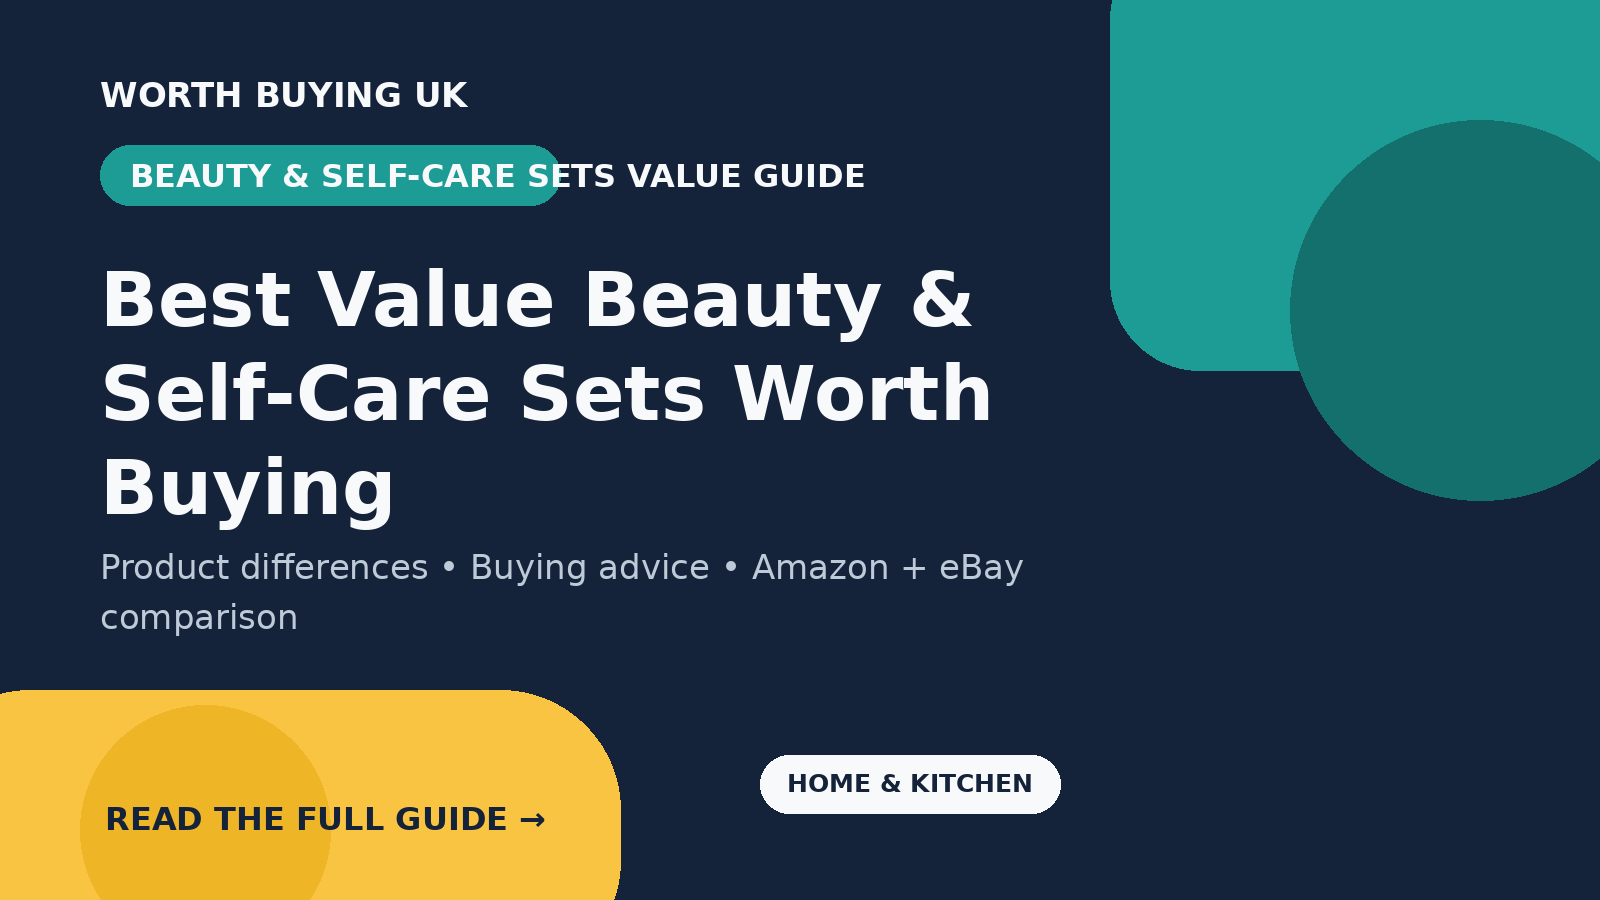 WORTH BUYING UK
BEAUTY & SELF-CARE SETS VALUE GUIDE
Best Value Beauty &
Self-Care Sets Worth
Buying
Product differences • Buying advice • Amazon + eBay
comparison
HOME & KITCHEN
READ THE FULL GUIDE →